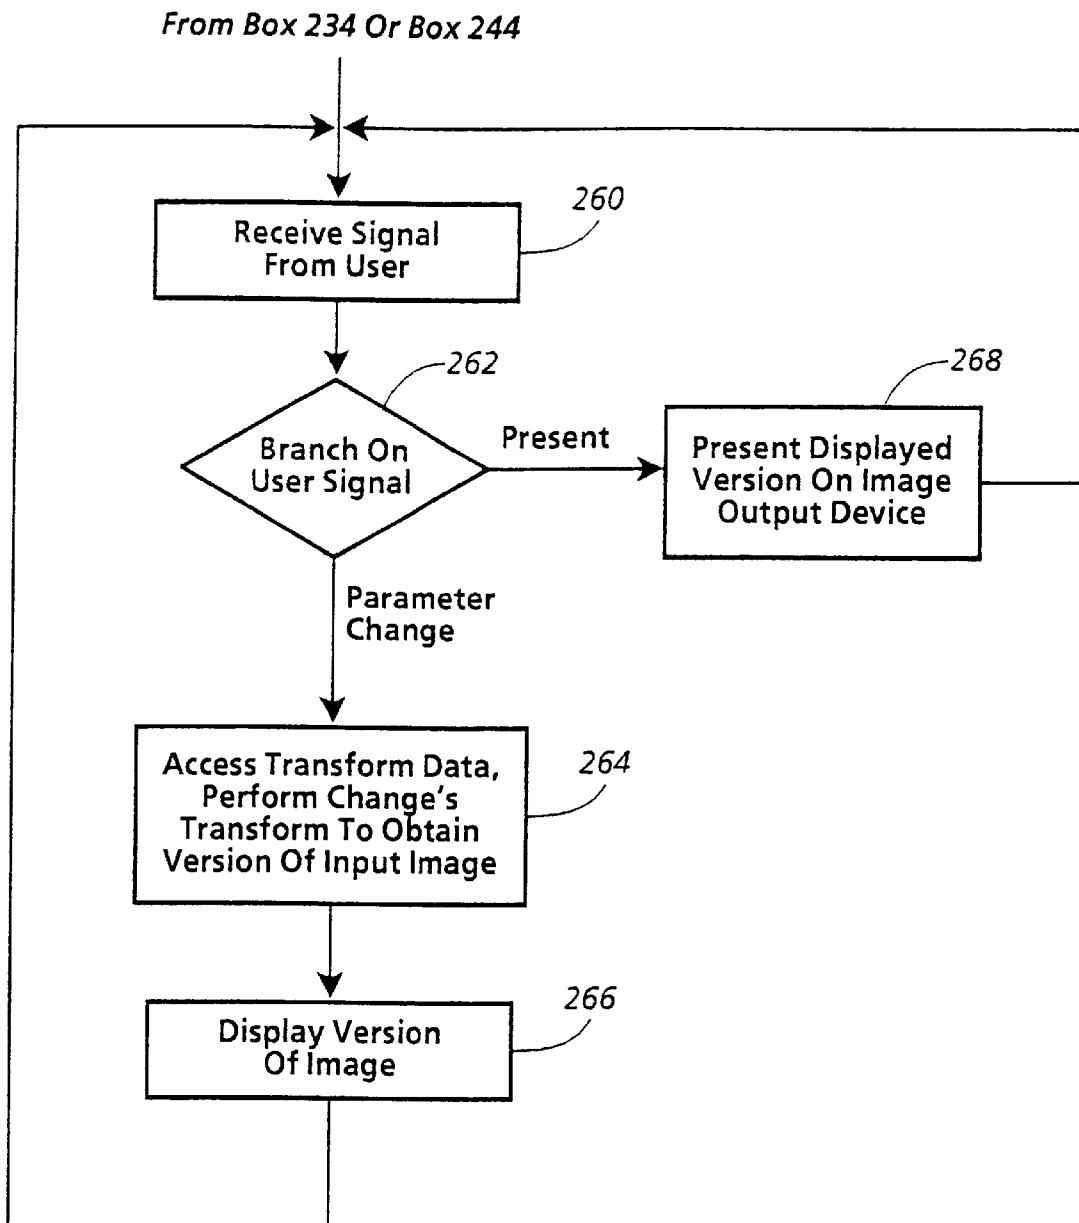 From Box 234 Or Box 244
260
Receive Signal
From User
262
268
Branch On
User Signal
Present
Present Displayed
Version On Image
Output Device
Parameter
Change
Access Transform Data,
Perform Change's
Transform To Obtain
Version Of Input Image
264
266
Display Version
Of Image